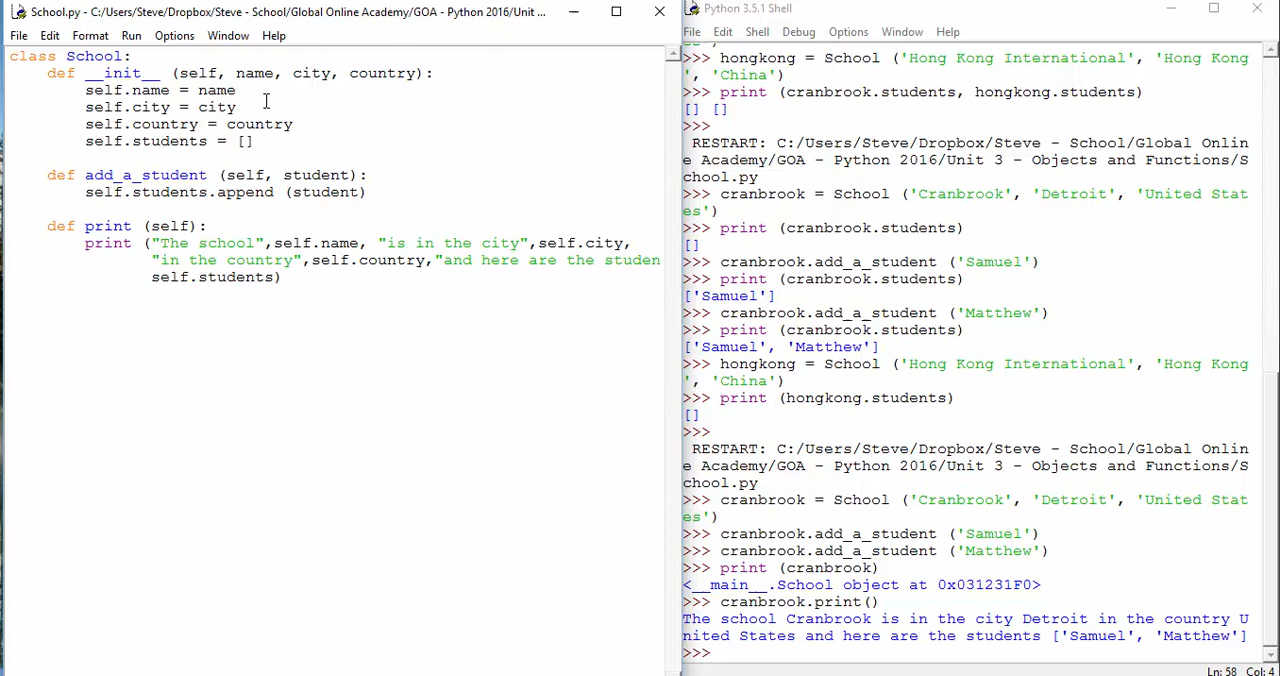 School.py - C:/Users/Steve/Dropbox/Steve - School/Global Online Academy/GOA - Python 2016/Unit ...
File Edit Format Run Options Window Help
class School:
    def __init__ (self, name, city, country):
        self.name = name
        self.city = city
        self.country = country
        self.students = []
    def add_a_student (self, student):
        self.students.append (student)
    def print (self):
        print ("The school",self.name, "is in the city",self.city,
               "in the country",self.country,"and here are the studen
               self.students)
Python 3.5.1 Shell
File Edit Shell Debug Options Window Help
>>> hongkong = School ('Hong Kong International', 'Hong Kong
', 'China')
>>> print (cranbrook.students, hongkong.students)
[] []
>>>
 RESTART: C:/Users/Steve/Dropbox/Steve - School/Global Onlin
e Academy/GOA - Python 2016/Unit 3 - Objects and Functions/S
chool.py
>>> cranbrook = School ('Cranbrook', 'Detroit', 'United Stat
es')
>>> print (cranbrook.students)
[]
>>> cranbrook.add_a_student ('Samuel')
>>> print (cranbrook.students)
['Samuel']
>>> cranbrook.add_a_student ('Matthew')
>>> print (cranbrook.students)
['Samuel', 'Matthew']
>>> hongkong = School ('Hong Kong International', 'Hong Kong
', 'China')
>>> print (hongkong.students)
[]
>>>
 RESTART: C:/Users/Steve/Dropbox/Steve - School/Global Onlin
e Academy/GOA - Python 2016/Unit 3 - Objects and Functions/S
chool.py
>>> cranbrook = School ('Cranbrook', 'Detroit', 'United Stat
es')
>>> cranbrook.add_a_student ('Samuel')
>>> cranbrook.add_a_student ('Matthew')
>>> print (cranbrook)
<__main__.School object at 0x031231F0>
>>> cranbrook.print()
The school Cranbrook is in the city Detroit in the country U
nited States and here are the students ['Samuel', 'Matthew']
>>>
Ln: 58 Col: 4